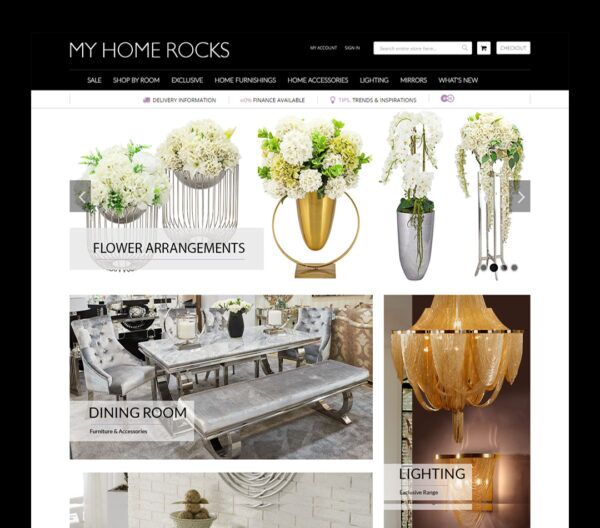 MY HOME ROCKS
MY ACCOUNT SIGN IN Search entire store here... CHECKOUT
SALE SHOP BY ROOM EXCLUSIVE HOME FURNISHINGS HOME ACCESSORIES LIGHTING MIRRORS WHAT'S NEW
DELIVERY INFORMATION FINANCE AVAILABLE TIPS, TRENDS & INSPIRATIONS
FLOWER ARRANGEMENTS
DINING ROOM
Furniture & Accessories
LIGHTING
Exclusive Range